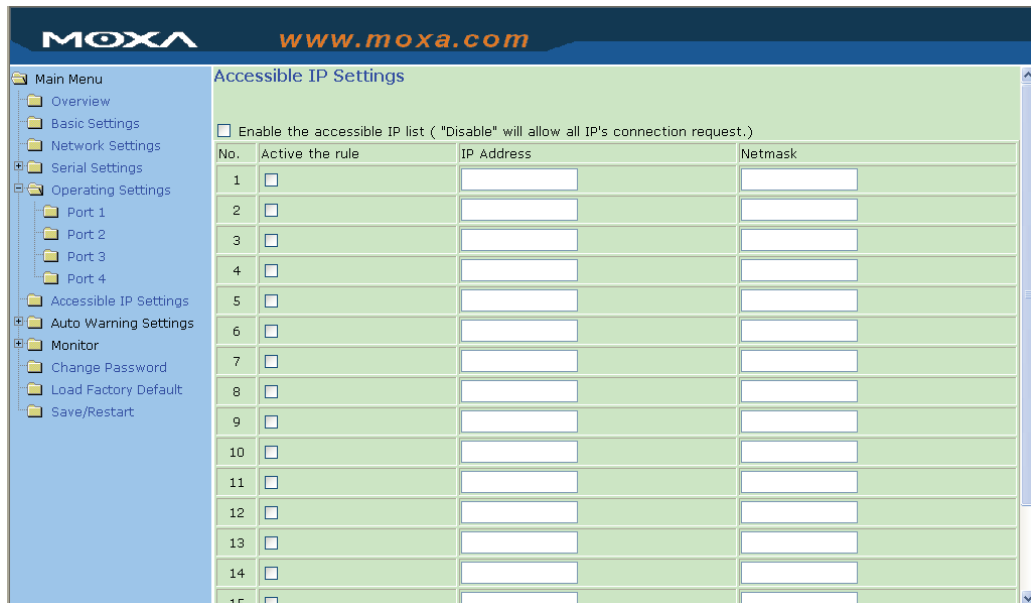 MOXA www.moxa.com
Main Menu
Overview
Basic Settings
Network Settings
Serial Settings
Operating Settings
Port 1
Port 2
Port 3
Port 4
Accessible IP Settings
Auto Warning Settings
Monitor
Change Password
Load Factory Default
Save/Restart
Accessible IP Settings
Enable the accessible IP list ( "Disable" will allow all IP's connection request.)
No. Active the rule IP Address Netmask
1
2
3
4
5
6
7
8
9
10
11
12
13
14
15